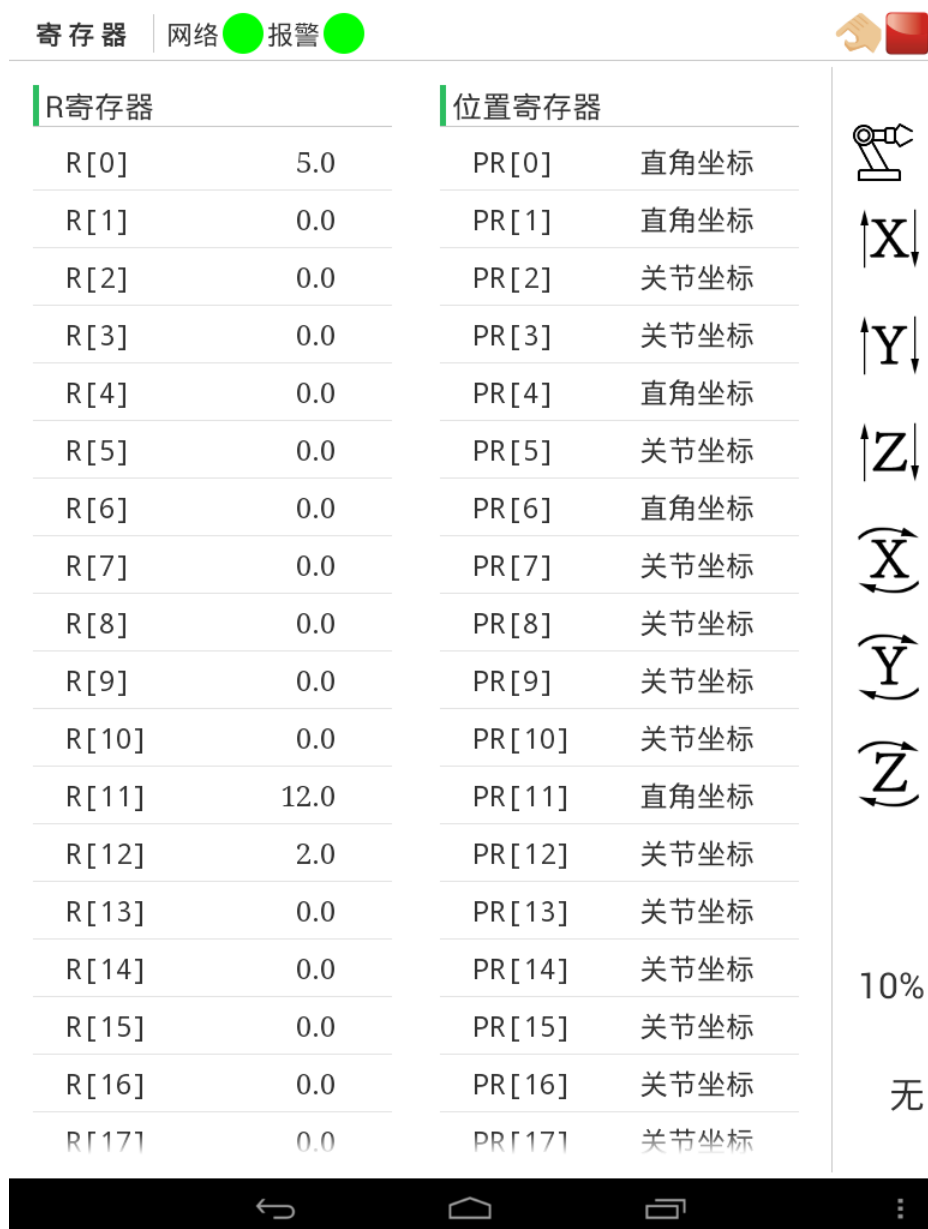 寄存器 网络 报警
R寄存器 位置寄存器
R[0] 5.0 PR[0] 直角坐标
R[1] 0.0 PR[1] 直角坐标
X
R[2] 0.0 PR[2] 关节坐标
R[3] 0.0 PR[3] 关节坐标
Y
R[4] 0.0 PR[4] 直角坐标
R[5] 0.0 PR[5] 关节坐标
Z
R[6] 0.0 PR[6] 直角坐标
R[7] 0.0 PR[7] 关节坐标
X
R[8] 0.0 PR[8] 关节坐标
R[9] 0.0 PR[9] 关节坐标
Y
R[10] 0.0 PR[10] 关节坐标
R[11] 12.0 PR[11] 直角坐标
Z
R[12] 2.0 PR[12] 关节坐标
R[13] 0.0 PR[13] 关节坐标
R[14] 0.0 PR[14] 关节坐标
10%
R[15] 0.0 PR[15] 关节坐标
R[16] 0.0 PR[16] 关节坐标
无
R[17] 0.0 PR[17] 关节坐标